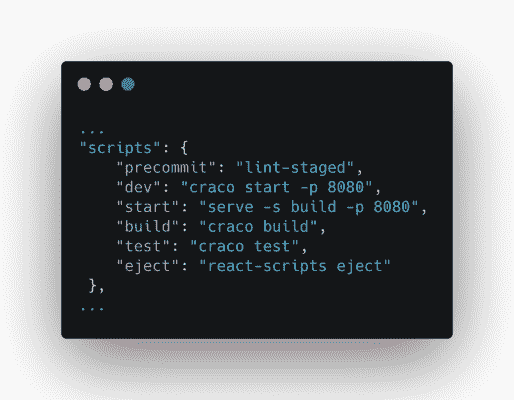 ...
"scripts": {
"precommit": "lint-staged",
"dev": "craco start -p 8080",
"start": "serve -s build -p 8080",
"build": "craco build",
"test": "craco test",
"eject": "react-scripts eject"
},
...